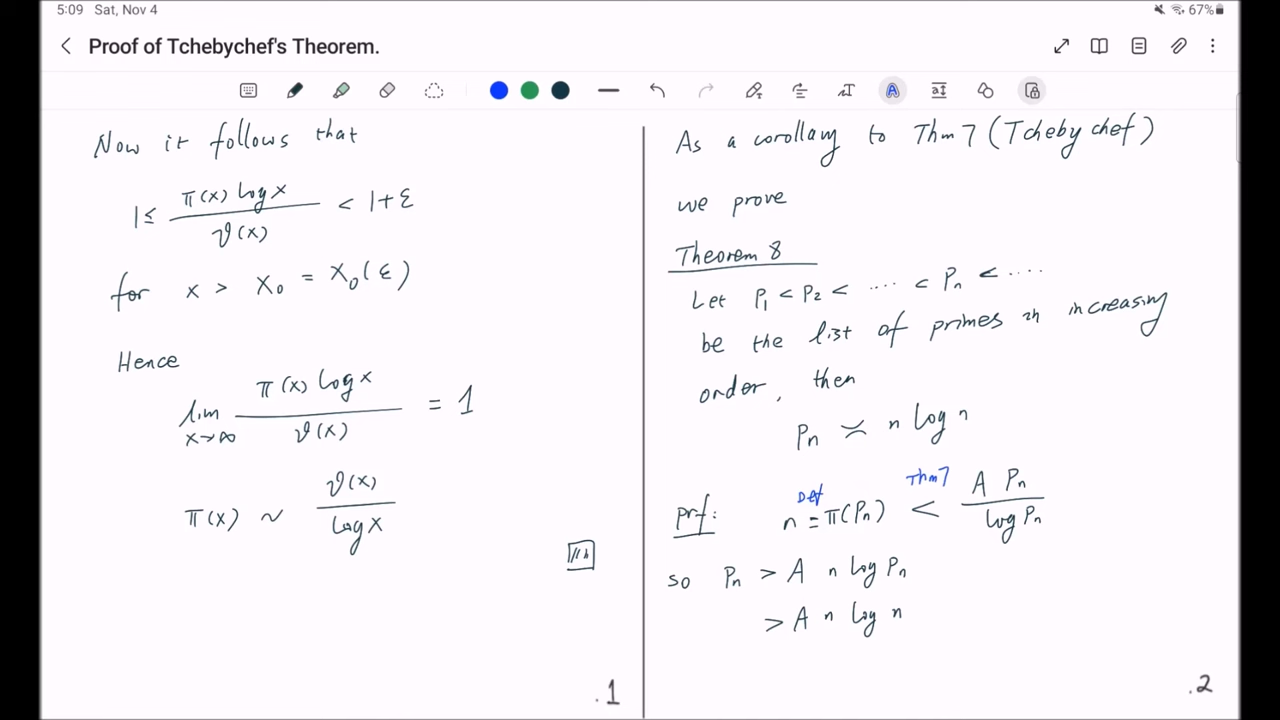 5:09 Sat, Nov 4
67%
Proof of Tchebychef's Theorem.
Now it follows that
1 ≤ π(x) log x / ϑ(x) < 1+ε
for x > X₀ = X₀(ε)
Hence
lim x→∞ π(x) log x / ϑ(x) = 1
π(x) ~ ϑ(x) / log x
.1
As a corollary to Thm 7 (Tchebychef)
we prove
Theorem 8
Let P₁ < P₂ < .... < Pₙ < ....
be the list of primes in increasing
order, then
Pₙ ≍ n log n
Def Thm7
prf: n = π(Pₙ) < A Pₙ / log Pₙ
so Pₙ > A n log Pₙ
> A n log n
.2